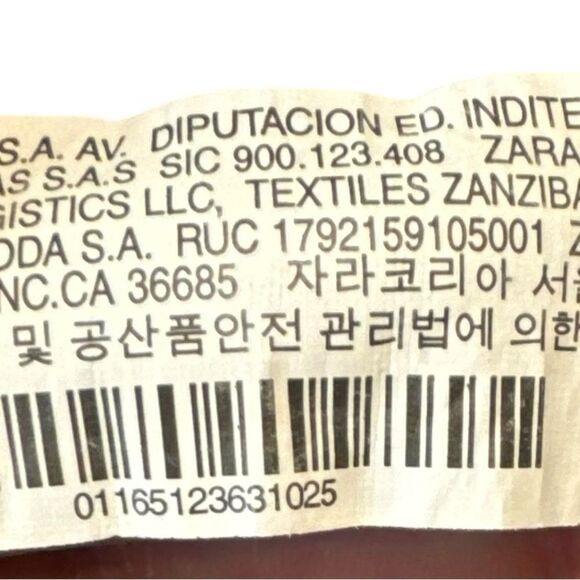 S.A. AV. DIPUTACION ED. INDITE
AS S.A.S SIC 900.123.408 ZARA
GISTICS LLC, TEXTILES ZANZIBA
ODA S.A. RUC 1792159105001 Z
NC.CA 36685 자라코리아 서울
및 공산품안전 관리법에 의한
01165123631025